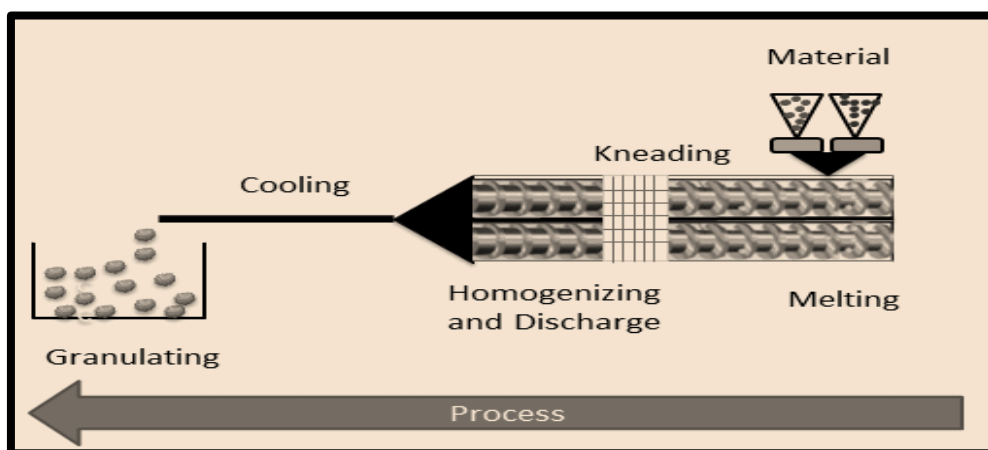 Material
Kneading
Cooling
Homogenizing
and Discharge
Melting
Granulating
Process